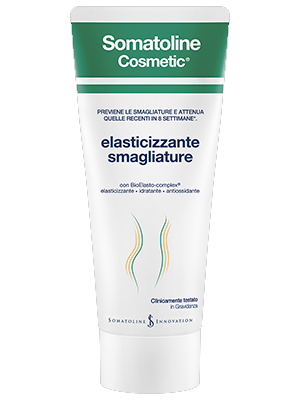 Somatoline
Cosmetic®
PREVIENE LE SMAGLIATURE E ATTENUA
QUELLE RECENTI IN 8 SETTIMANE*.
elasticizzante
smagliature
con BioElasto-complex®
elasticizzante • idratante • antiossidante
Clinicamente testato
in Gravidanza
SOMATOLINE S INNOVATION